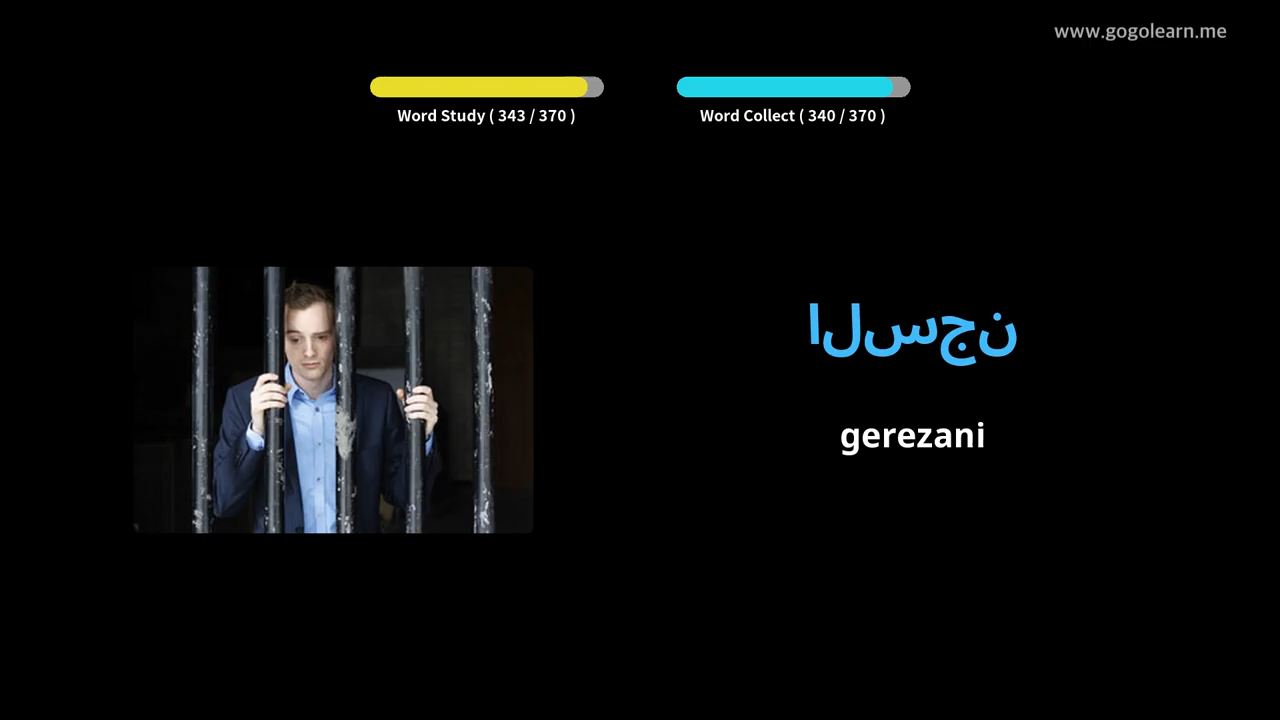 www.gogolearn.me
Word Study ( 343 / 370 )
Word Collect ( 340 / 370 )
السجن
gerezani